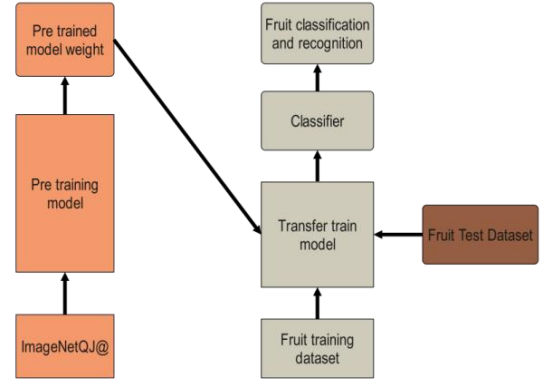 Pre trained
model weight
Pre training
model
ImageNetQJ@
Fruit classification
and recognition
Classifier
Transfer train
model
Fruit training
dataset
Fruit Test Dataset